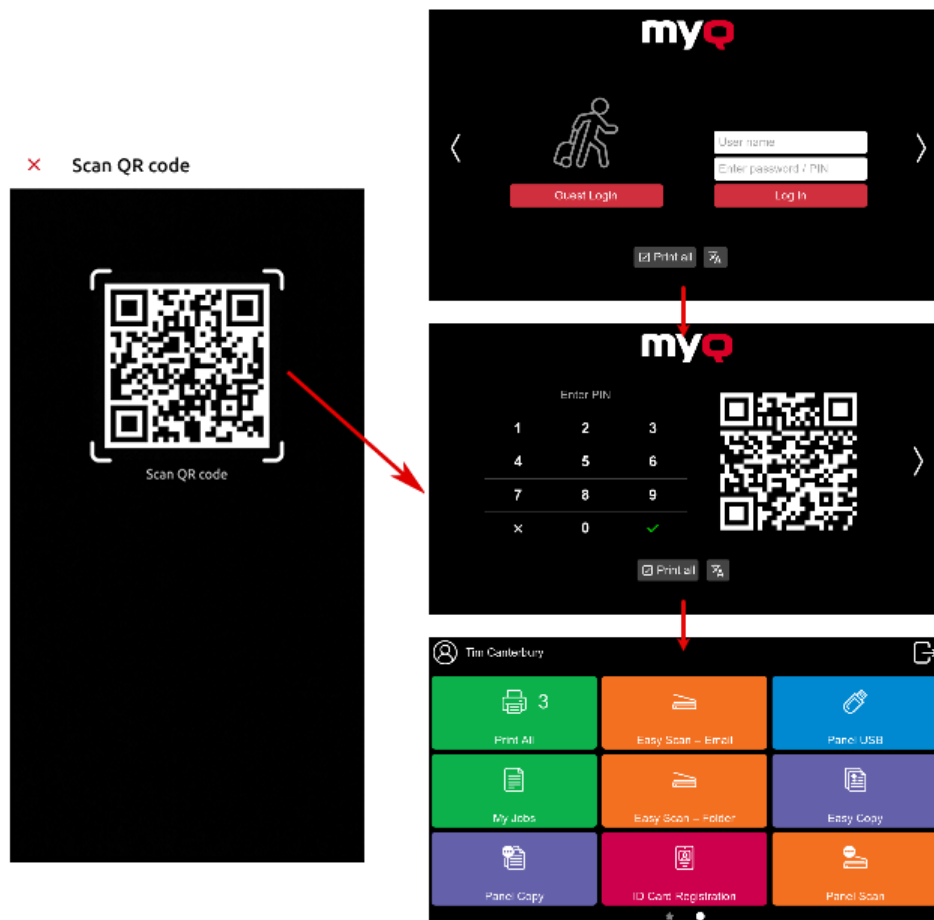 Scan QR code
Scan QR code
myQ
User name
Enter password / PIN
Guest Login
Log in
Print all
myQ
Enter PIN
1 2 3
4 5 6
7 8 9
0
Print all
Tim Canterbury
3
Print All
Easy Scan – Email
Panel USB
My Jobs
Easy Scan – Folder
Easy Copy
Panel Copy
ID Card Registration
Panel Scan